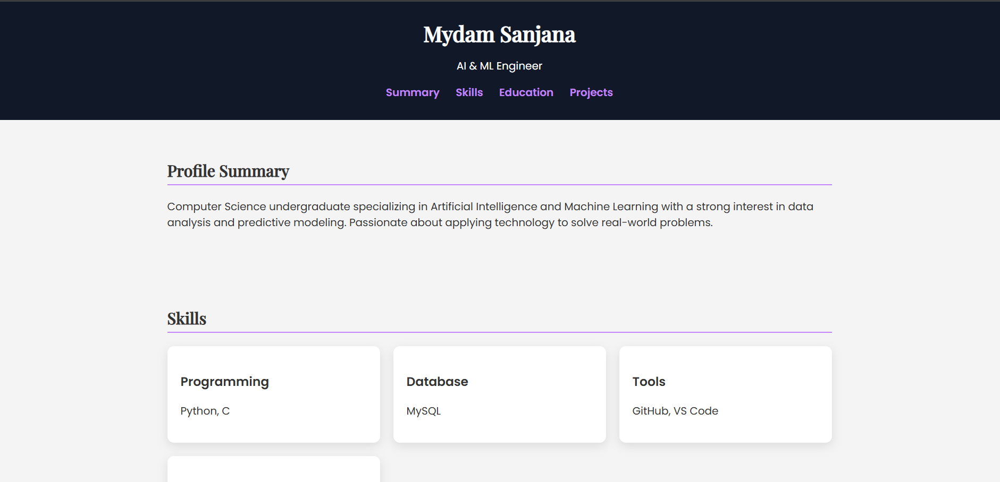 Mydam Sanjana
AI & ML Engineer
Summary Skills Education Projects
Profile Summary
Computer Science undergraduate specializing in Artificial Intelligence and Machine Learning with a strong interest in data
analysis and predictive modeling. Passionate about applying technology to solve real-world problems.
Skills
Programming
Python, C
Database
MySQL
Tools
GitHub, VS Code